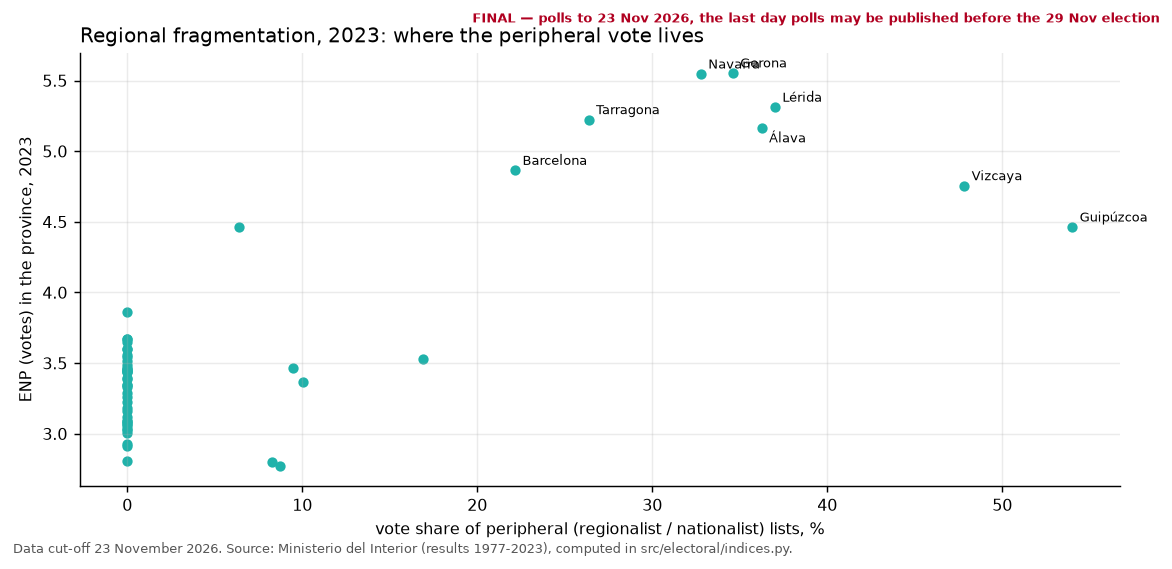 FINAL — polls to 23 Nov 2026, the last day polls may be published before the 29 Nov election
Regional fragmentation, 2023: where the peripheral vote lives
ENP (votes) in the province, 2023
5.5
5.0
4.5
4.0
3.5
3.0
Navarra
Gerona
Lérida
Tarragona
Álava
Barcelona
Vizcaya
Guipúzcoa
0
10
20
30
40
50
vote share of peripheral (regionalist / nationalist) lists, %
Data cut-off 23 November 2026. Source: Ministerio del Interior (results 1977-2023), computed in src/electoral/indices.py.